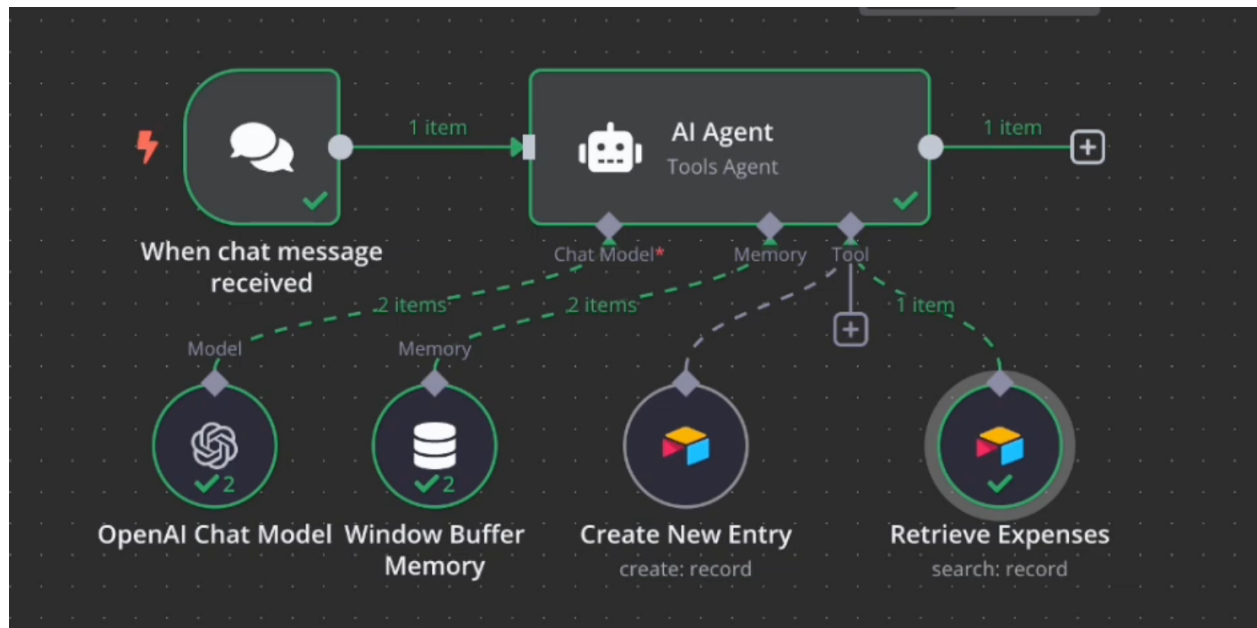 1 item
AI Agent
Tools Agent
1 item
When chat message
received
Chat Model*
Memory
Tool
2 items
2 items
1 item
Model
Memory
2
2
OpenAI Chat Model
Window Buffer
Memory
Create New Entry
create: record
Retrieve Expenses
search: record